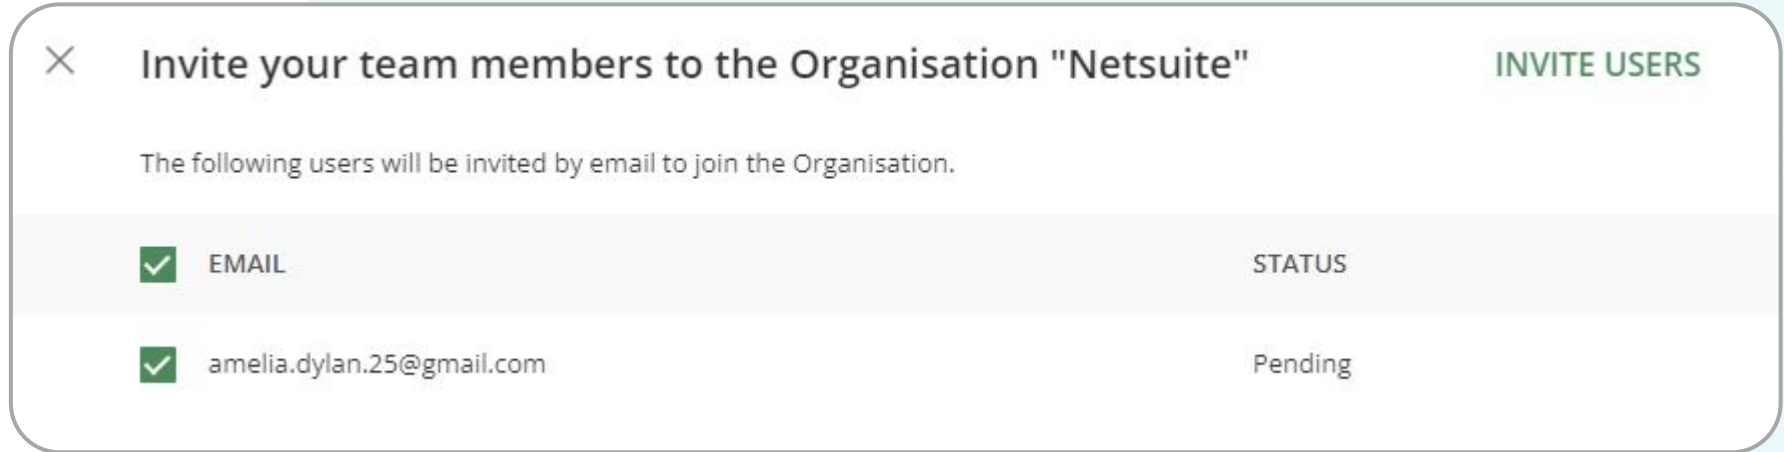 Invite your team members to the Organisation "Netsuite"
INVITE USERS
The following users will be invited by email to join the Organisation.
EMAIL
STATUS
amelia.dylan.25@gmail.com
Pending